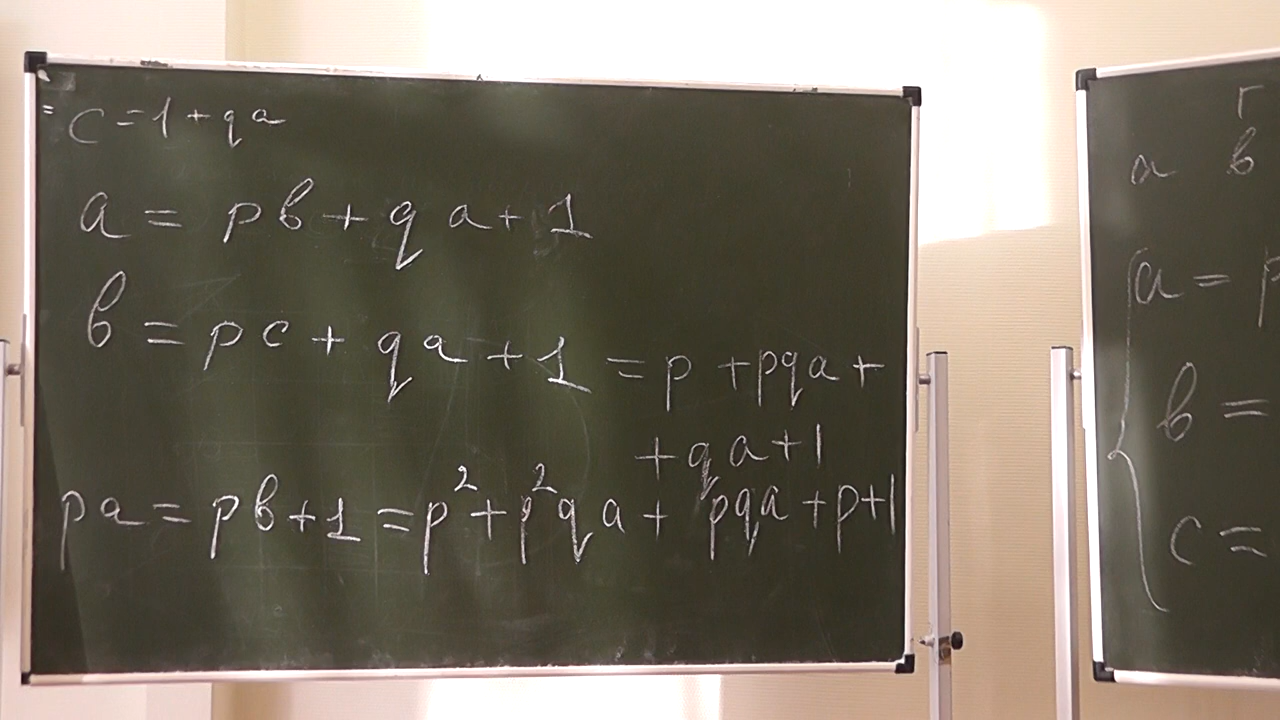 = c = 1 + qa
a = pb + qa + 1
b = pc + qa + 1 = p + pqa +
+ qa + 1
pa = pb + 1 = p² + p²qa + pqa + p + 1
г
a b
a = p
b =
c =